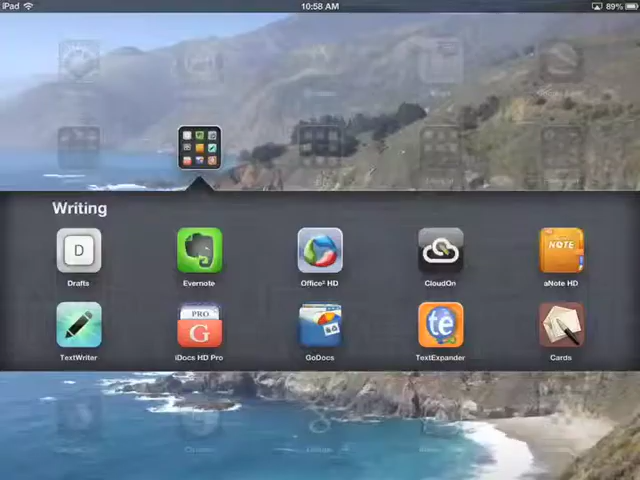 iPad 10:58 AM 89%
Writing
D NOTE
Drafts Evernote Office² HD CloudOn aNote HD
PRO
G te
TextWriter iDocs HD Pro GoDocs TextExpander Cards